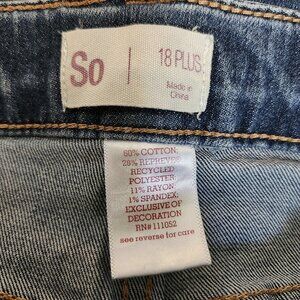 So
18 PLUS
Made in
China
60% COTTON,
28% REPREVE®
RECYCLED
POLYESTER
11% RAYON
1% SPANDEX,
EXCLUSIVE OF
DECORATION
RN# 111052
see reverse for care